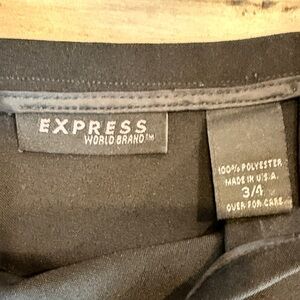 EXPRESS
WORLD BRAND™
100% POLYESTER
MADE IN U.S.A.
3/4
OVER FOR CARE